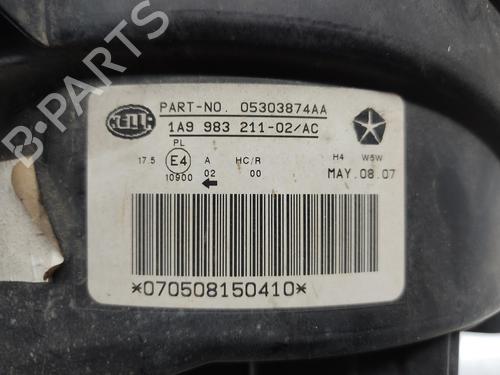 PART-NO. 05303874AA
HELLA 1A9 983 211-02/AC
PL
17.5 E4 A HC/R H4 W5W
10900 02 00 MAY.08.07
*070508150410*
B-PARTS